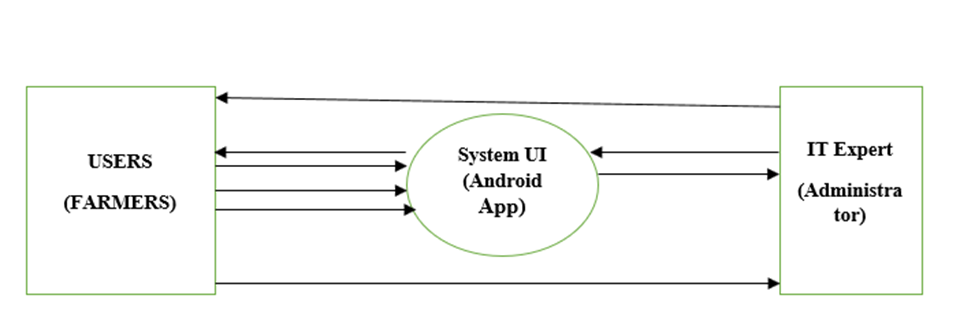 USERS
(FARMERS)
System UI
(Android
App)
IT Expert
(Administra
tor)